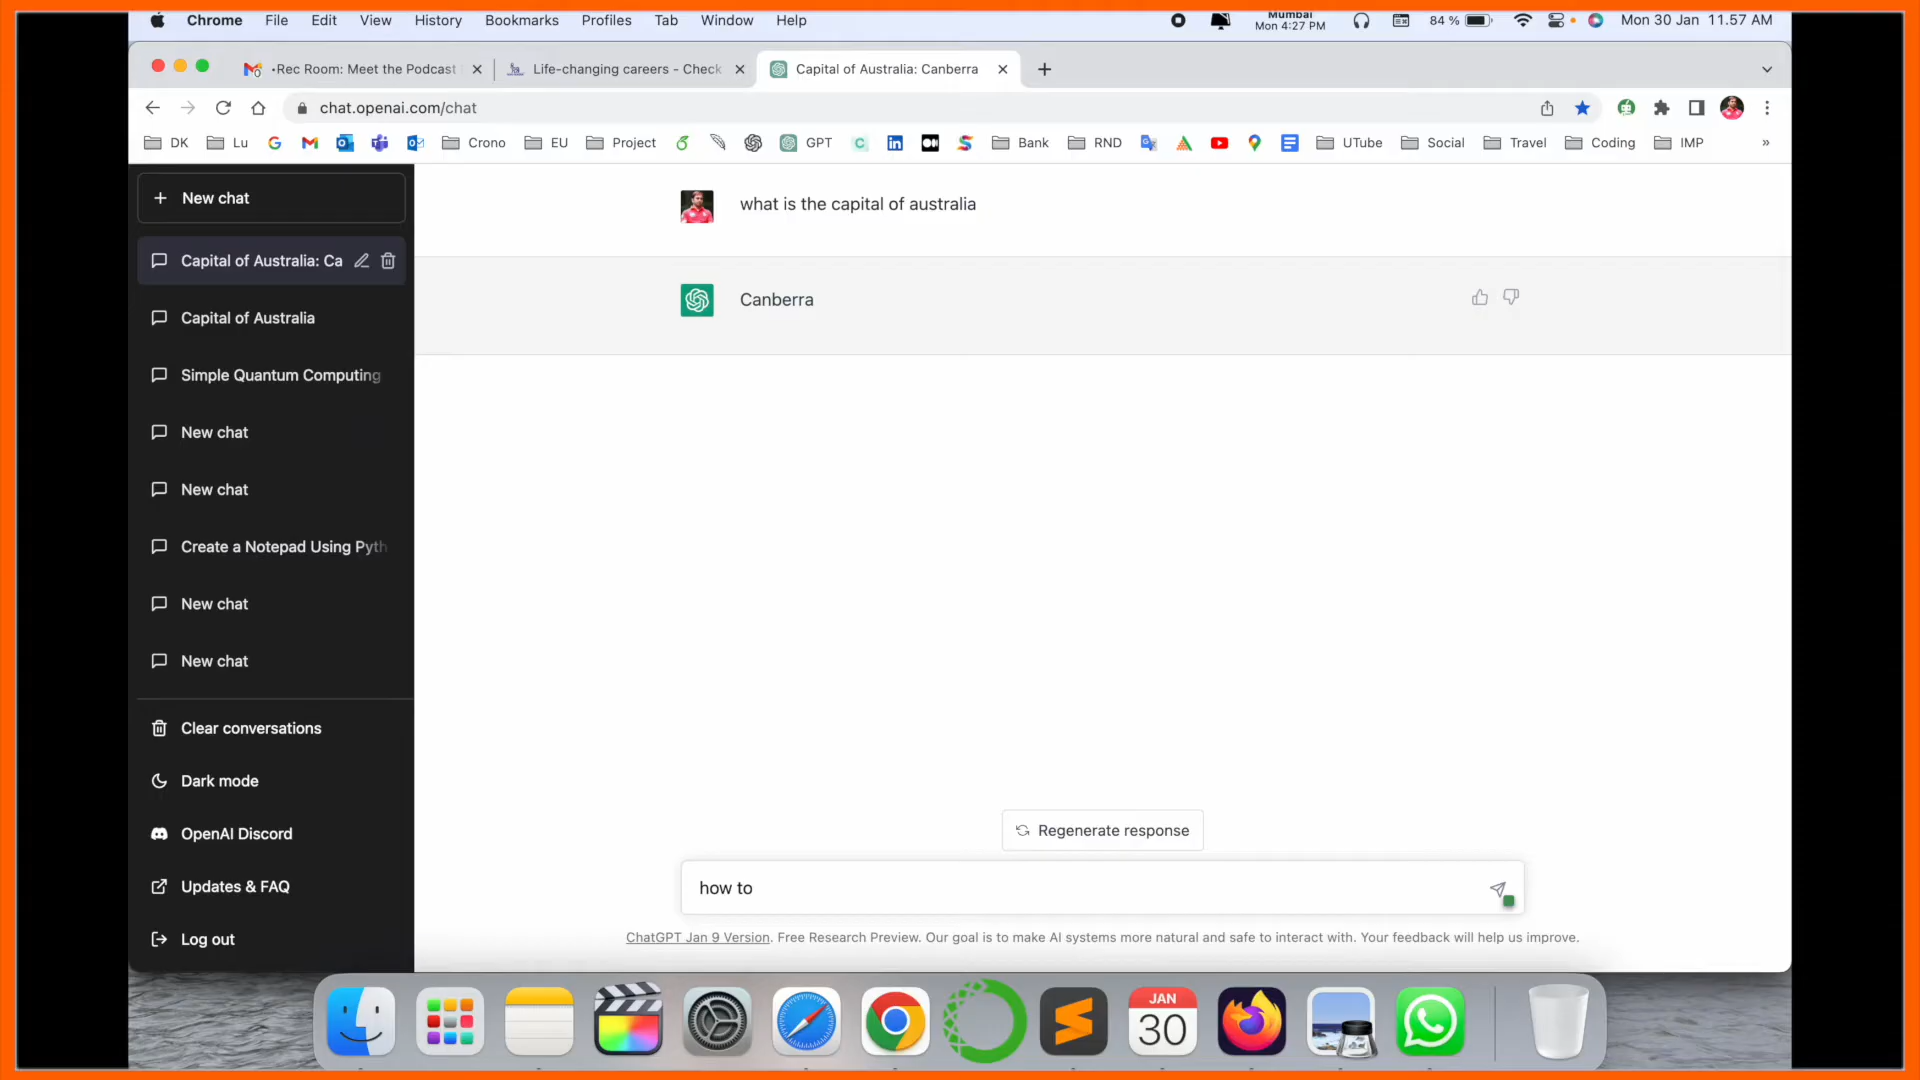 Chrome File Edit View History Bookmarks Profiles Tab Window Help
Mumbai
Mon 4:27 PM
84 %
Mon 30 Jan 11.57 AM
•Rec Room: Meet the Podcast
Life-changing careers - Check
Capital of Australia: Canberra
chat.openai.com/chat
DK Lu Crono EU Project GPT Bank RND UTube Social Travel Coding IMP »
New chat
Capital of Australia: Ca
Capital of Australia
Simple Quantum Computing
New chat
New chat
Create a Notepad Using Pyth
New chat
New chat
Clear conversations
Dark mode
OpenAI Discord
Updates & FAQ
Log out
what is the capital of australia
Canberra
Regenerate response
how to
ChatGPT Jan 9 Version. Free Research Preview. Our goal is to make AI systems more natural and safe to interact with. Your feedback will help us improve.
JAN
30